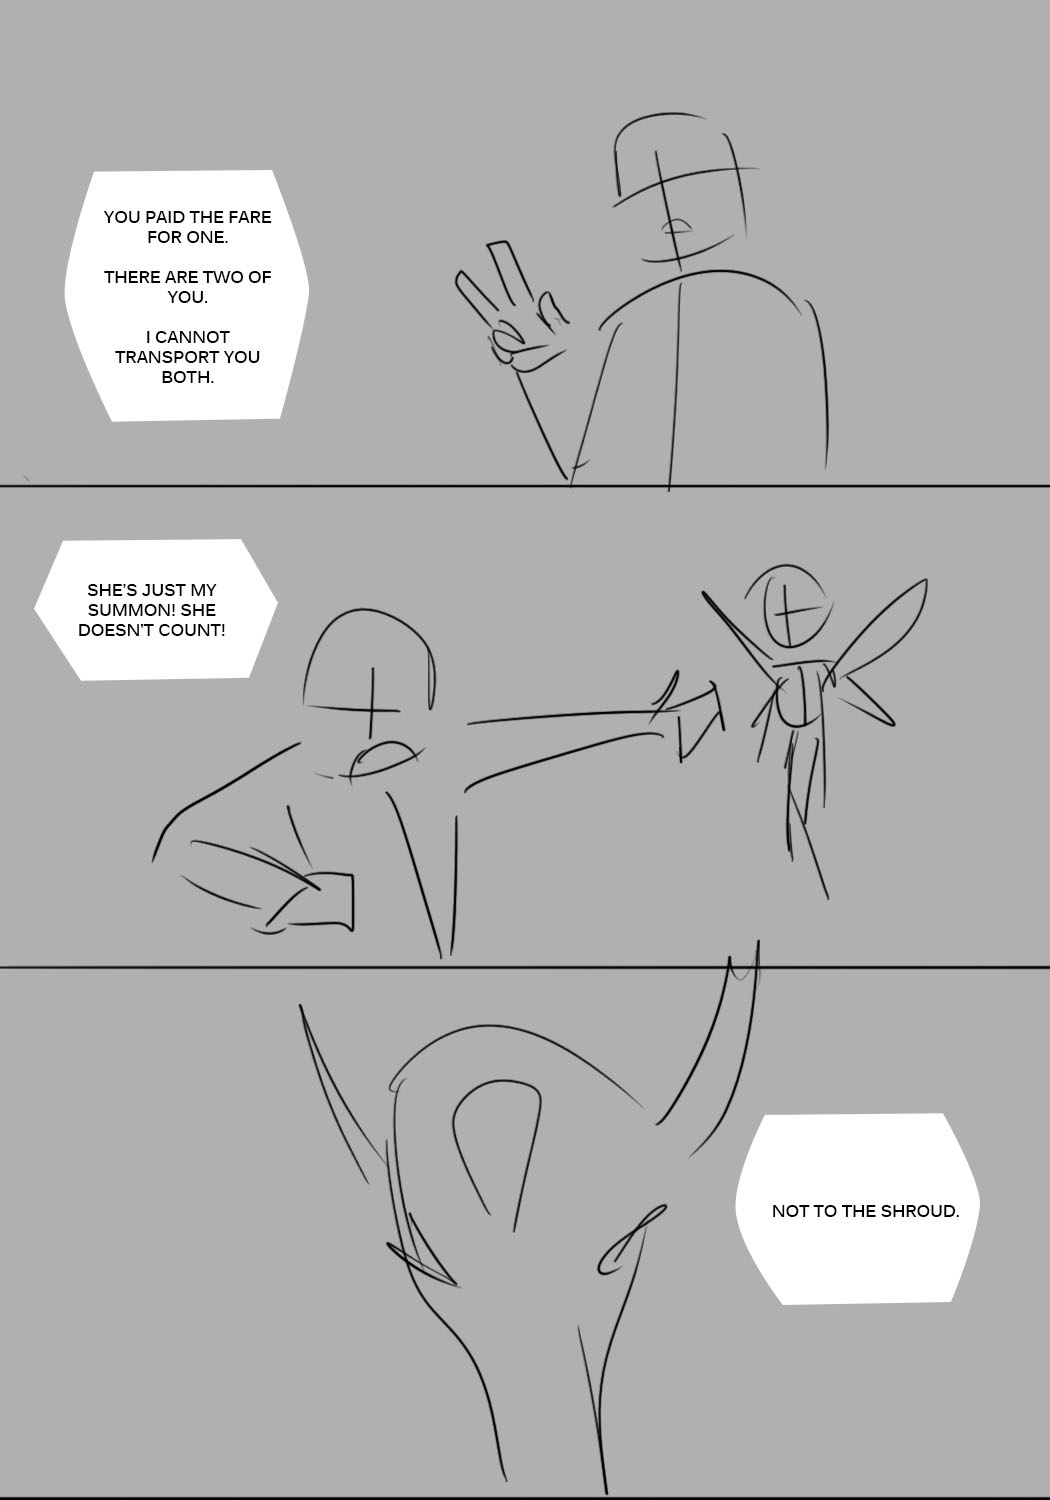 YOU PAID THE FARE
FOR ONE.
THERE ARE TWO OF
YOU.
I CANNOT
TRANSPORT YOU
BOTH.
SHE'S JUST MY
SUMMON! SHE
DOESN'T COUNT!
NOT TO THE SHROUD.